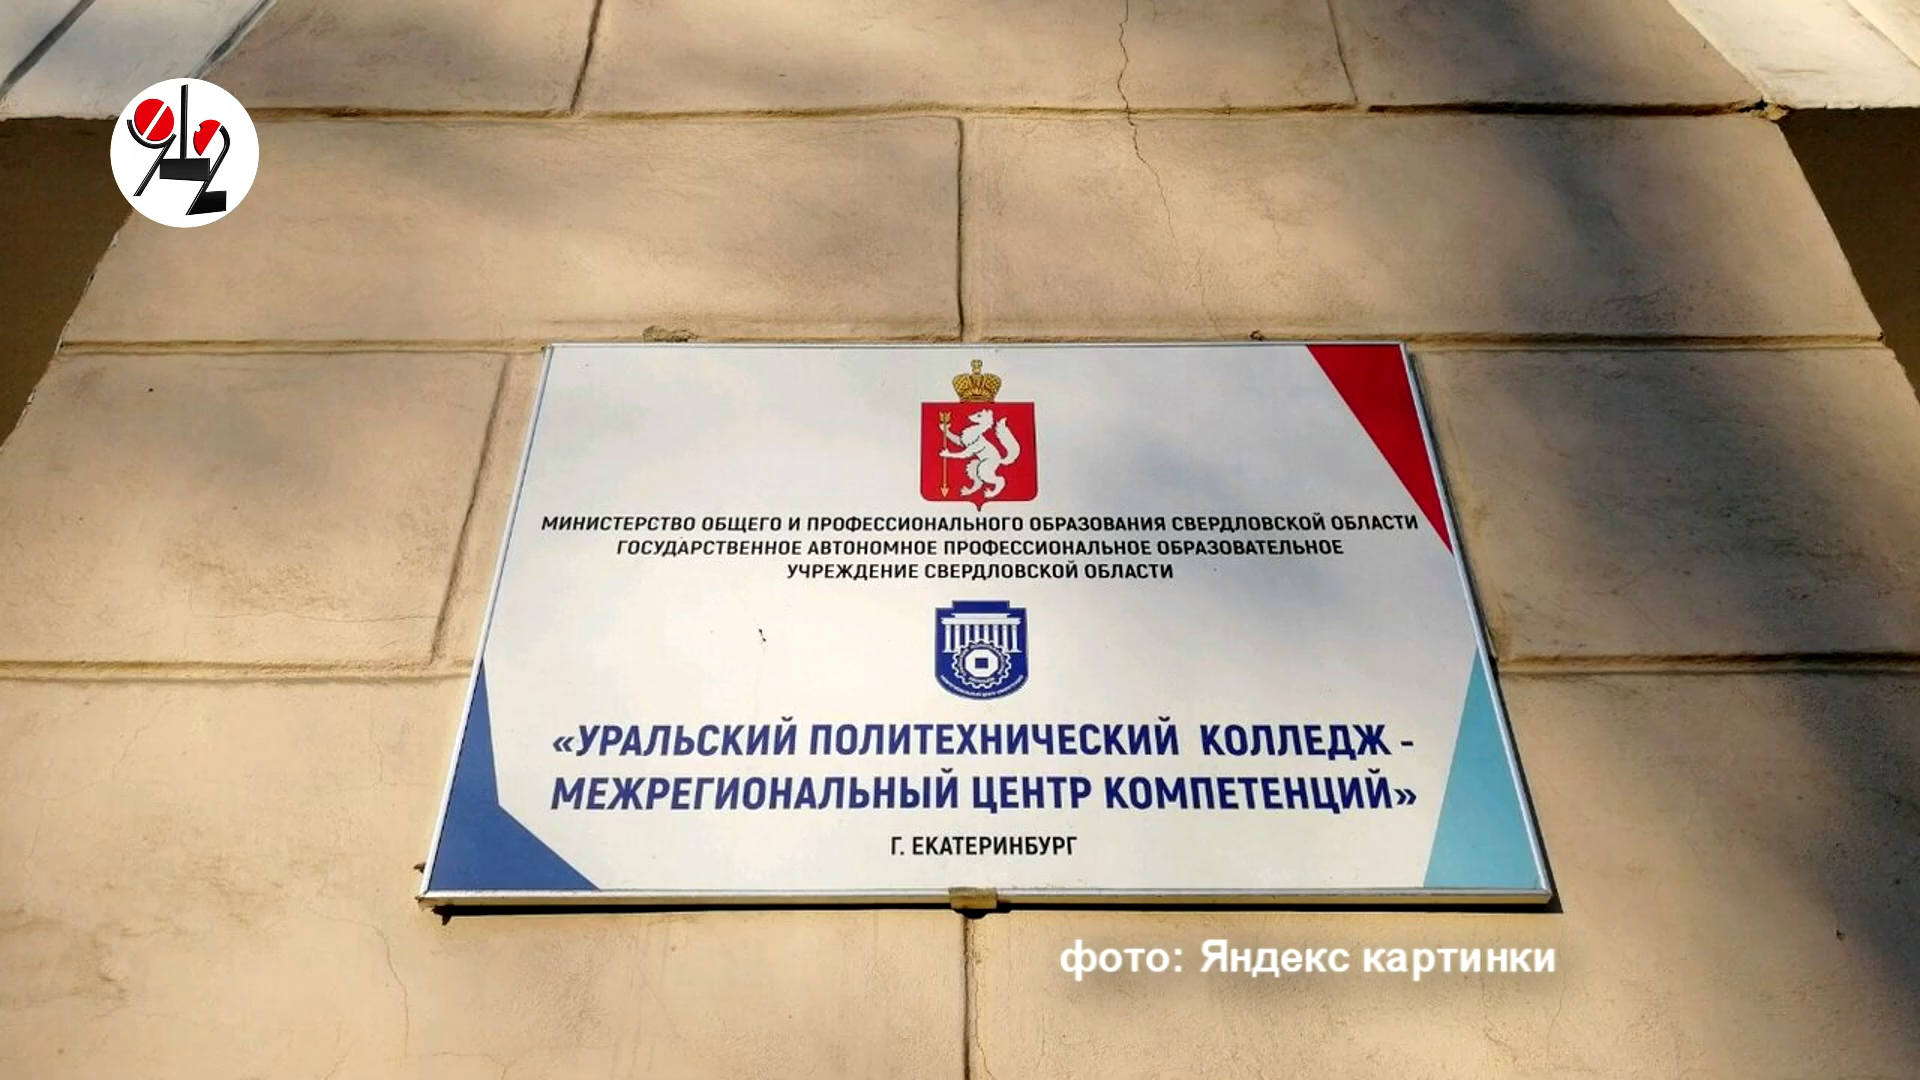 МИНИСТЕРСТВО ОБЩЕГО И ПРОФЕССИОНАЛЬНОГО ОБРАЗОВАНИЯ СВЕРДЛОВСКОЙ ОБЛАСТИ
ГОСУДАРСТВЕННОЕ АВТОНОМНОЕ ПРОФЕССИОНАЛЬНОЕ ОБРАЗОВАТЕЛЬНОЕ
УЧРЕЖДЕНИЕ СВЕРДЛОВСКОЙ ОБЛАСТИ
«УРАЛЬСКИЙ ПОЛИТЕХНИЧЕСКИЙ КОЛЛЕДЖ -
МЕЖРЕГИОНАЛЬНЫЙ ЦЕНТР КОМПЕТЕНЦИЙ»
Г. ЕКАТЕРИНБУРГ
фото: Яндекс картинки